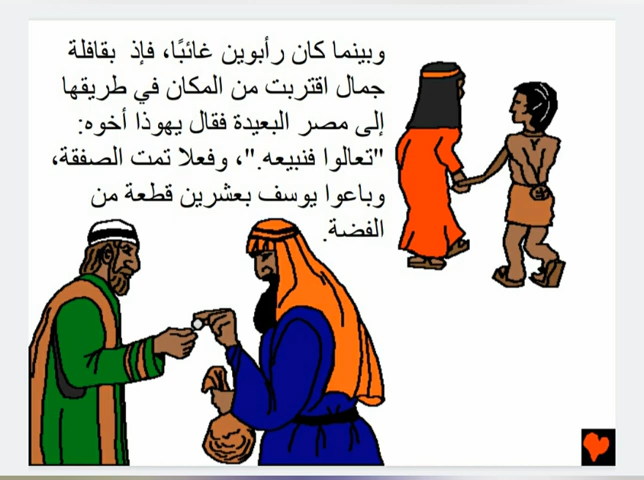 وبينما كان رأبوين غائبًا، فإذ بقافلة
جمال اقتربت من المكان في طريقها
إلى مصر البعيدة فقال يهوذا أخوه:
"تعالوا فنبيعه."، وفعلا تمت الصفقة،
وباعوا يوسف بعشرين قطعة من
الفضة.